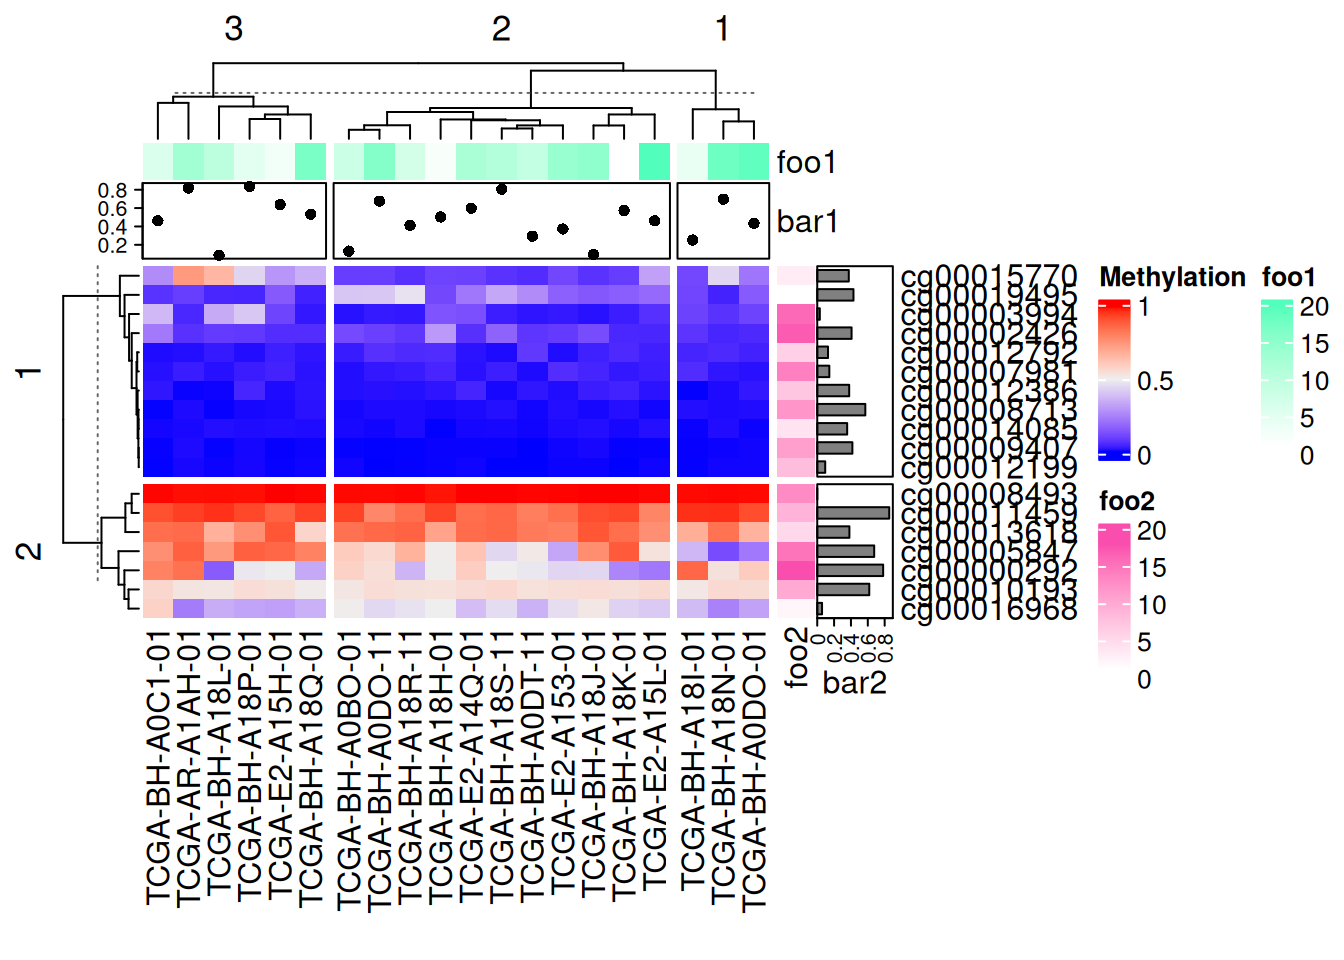 3 2 1
foo1
0.8
0.6
0.4
0.2
bar1
1
2
cg00015770
cg00019495
cg00003994
cg00002426
cg00012792
cg00007981
cg00012386
cg00008713
cg00014085
cg00009407
cg00012199
cg00008493
cg00011459
cg00013618
cg00005847
cg00000292
cg00010193
cg00016968
TCGA-BH-A0C1-01
TCGA-AR-A1AH-01
TCGA-BH-A18L-01
TCGA-BH-A18P-01
TCGA-E2-A15H-01
TCGA-BH-A18Q-01
TCGA-BH-A0BO-01
TCGA-BH-A0DO-11
TCGA-BH-A18R-11
TCGA-BH-A18H-01
TCGA-E2-A14Q-01
TCGA-BH-A18S-11
TCGA-BH-A0DT-11
TCGA-E2-A153-01
TCGA-BH-A18J-01
TCGA-BH-A18K-01
TCGA-E2-A15L-01
TCGA-BH-A18I-01
TCGA-BH-A18N-01
TCGA-BH-A0DO-01
foo2
0
0.2
0.4
0.6
0.8
bar2
Methylation
1
0.5
0
foo2
20
15
10
5
0
foo1
20
15
10
5
0